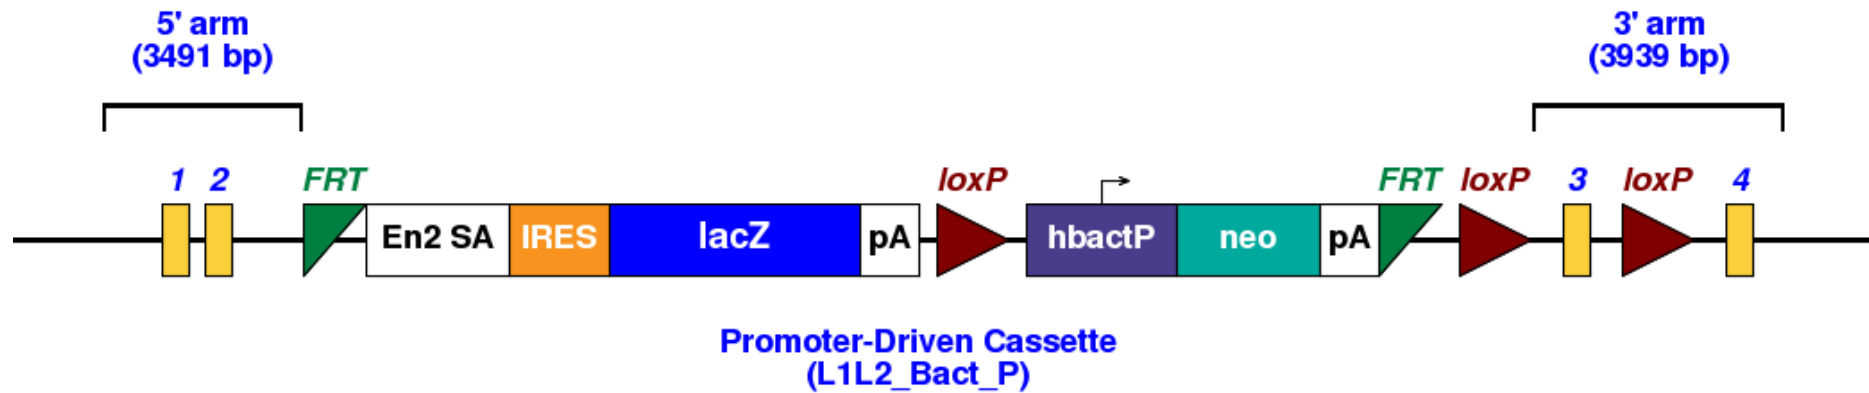 5' arm
(3491 bp)
3' arm
(3939 bp)
1 2 FRT loxP FRT loxP 3 loxP 4
En2 SA IRES lacZ pA hbactP neo pA
Promoter-Driven Cassette
(L1L2_Bact_P)